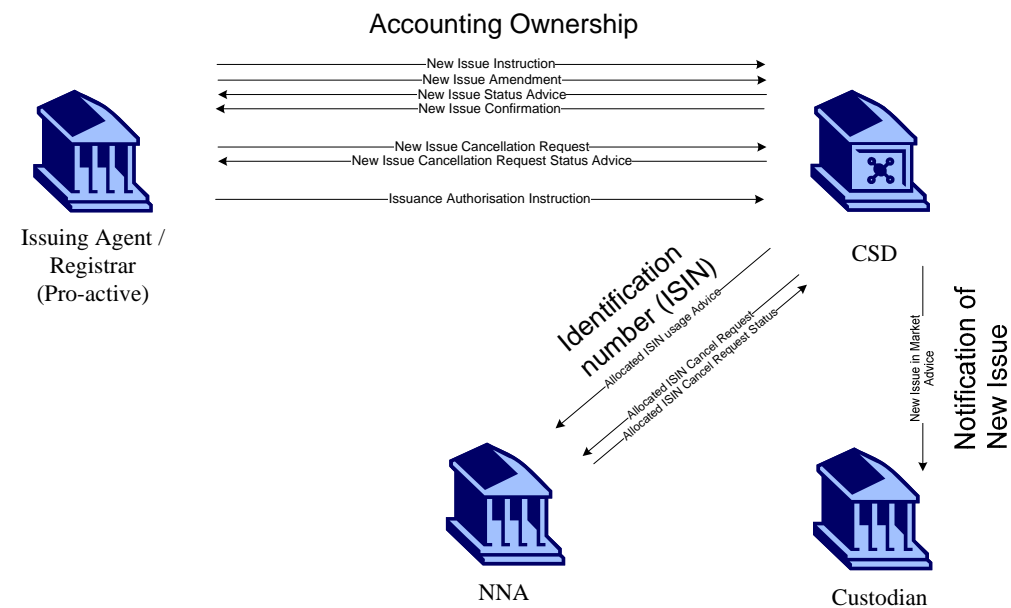 Accounting Ownership
New Issue Instruction
New Issue Amendment
New Issue Status Advice
New Issue Confirmation
New Issue Cancellation Request
New Issue Cancellation Request Status Advice
Issuance Authorisation Instruction
Issuing Agent /
Registrar
(Pro-active)
CSD
Identification
number (ISIN)
Allocated ISIN usage Advice
Allocated ISIN Cancel Request
Allocated ISIN Cancel Request Status
New Issue in Market
Advice
Notification of
New Issue
NNA
Custodian